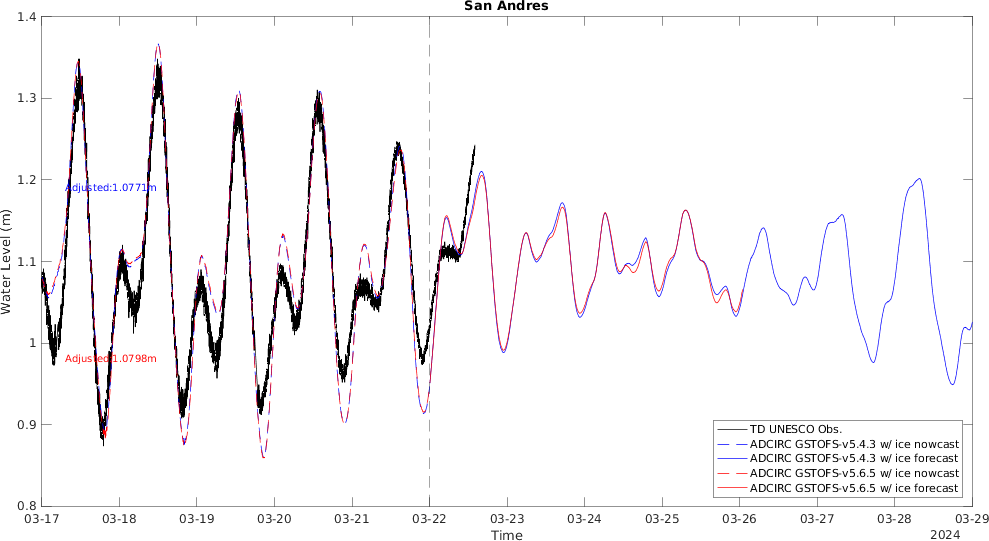 San Andres
1.4
1.3
1.2
1.1
1
0.9
0.8
Water Level (m)
Adjusted:1.0771m
Adjusted:1.0798m
TD UNESCO Obs.
ADCIRC GSTOFS-v5.4.3 w/ ice nowcast
ADCIRC GSTOFS-v5.4.3 w/ ice forecast
ADCIRC GSTOFS-v5.6.5 w/ ice nowcast
ADCIRC GSTOFS-v5.6.5 w/ ice forecast
03-17 03-18 03-19 03-20 03-21 03-22 03-23 03-24 03-25 03-26 03-27 03-28 03-29
Time
2024